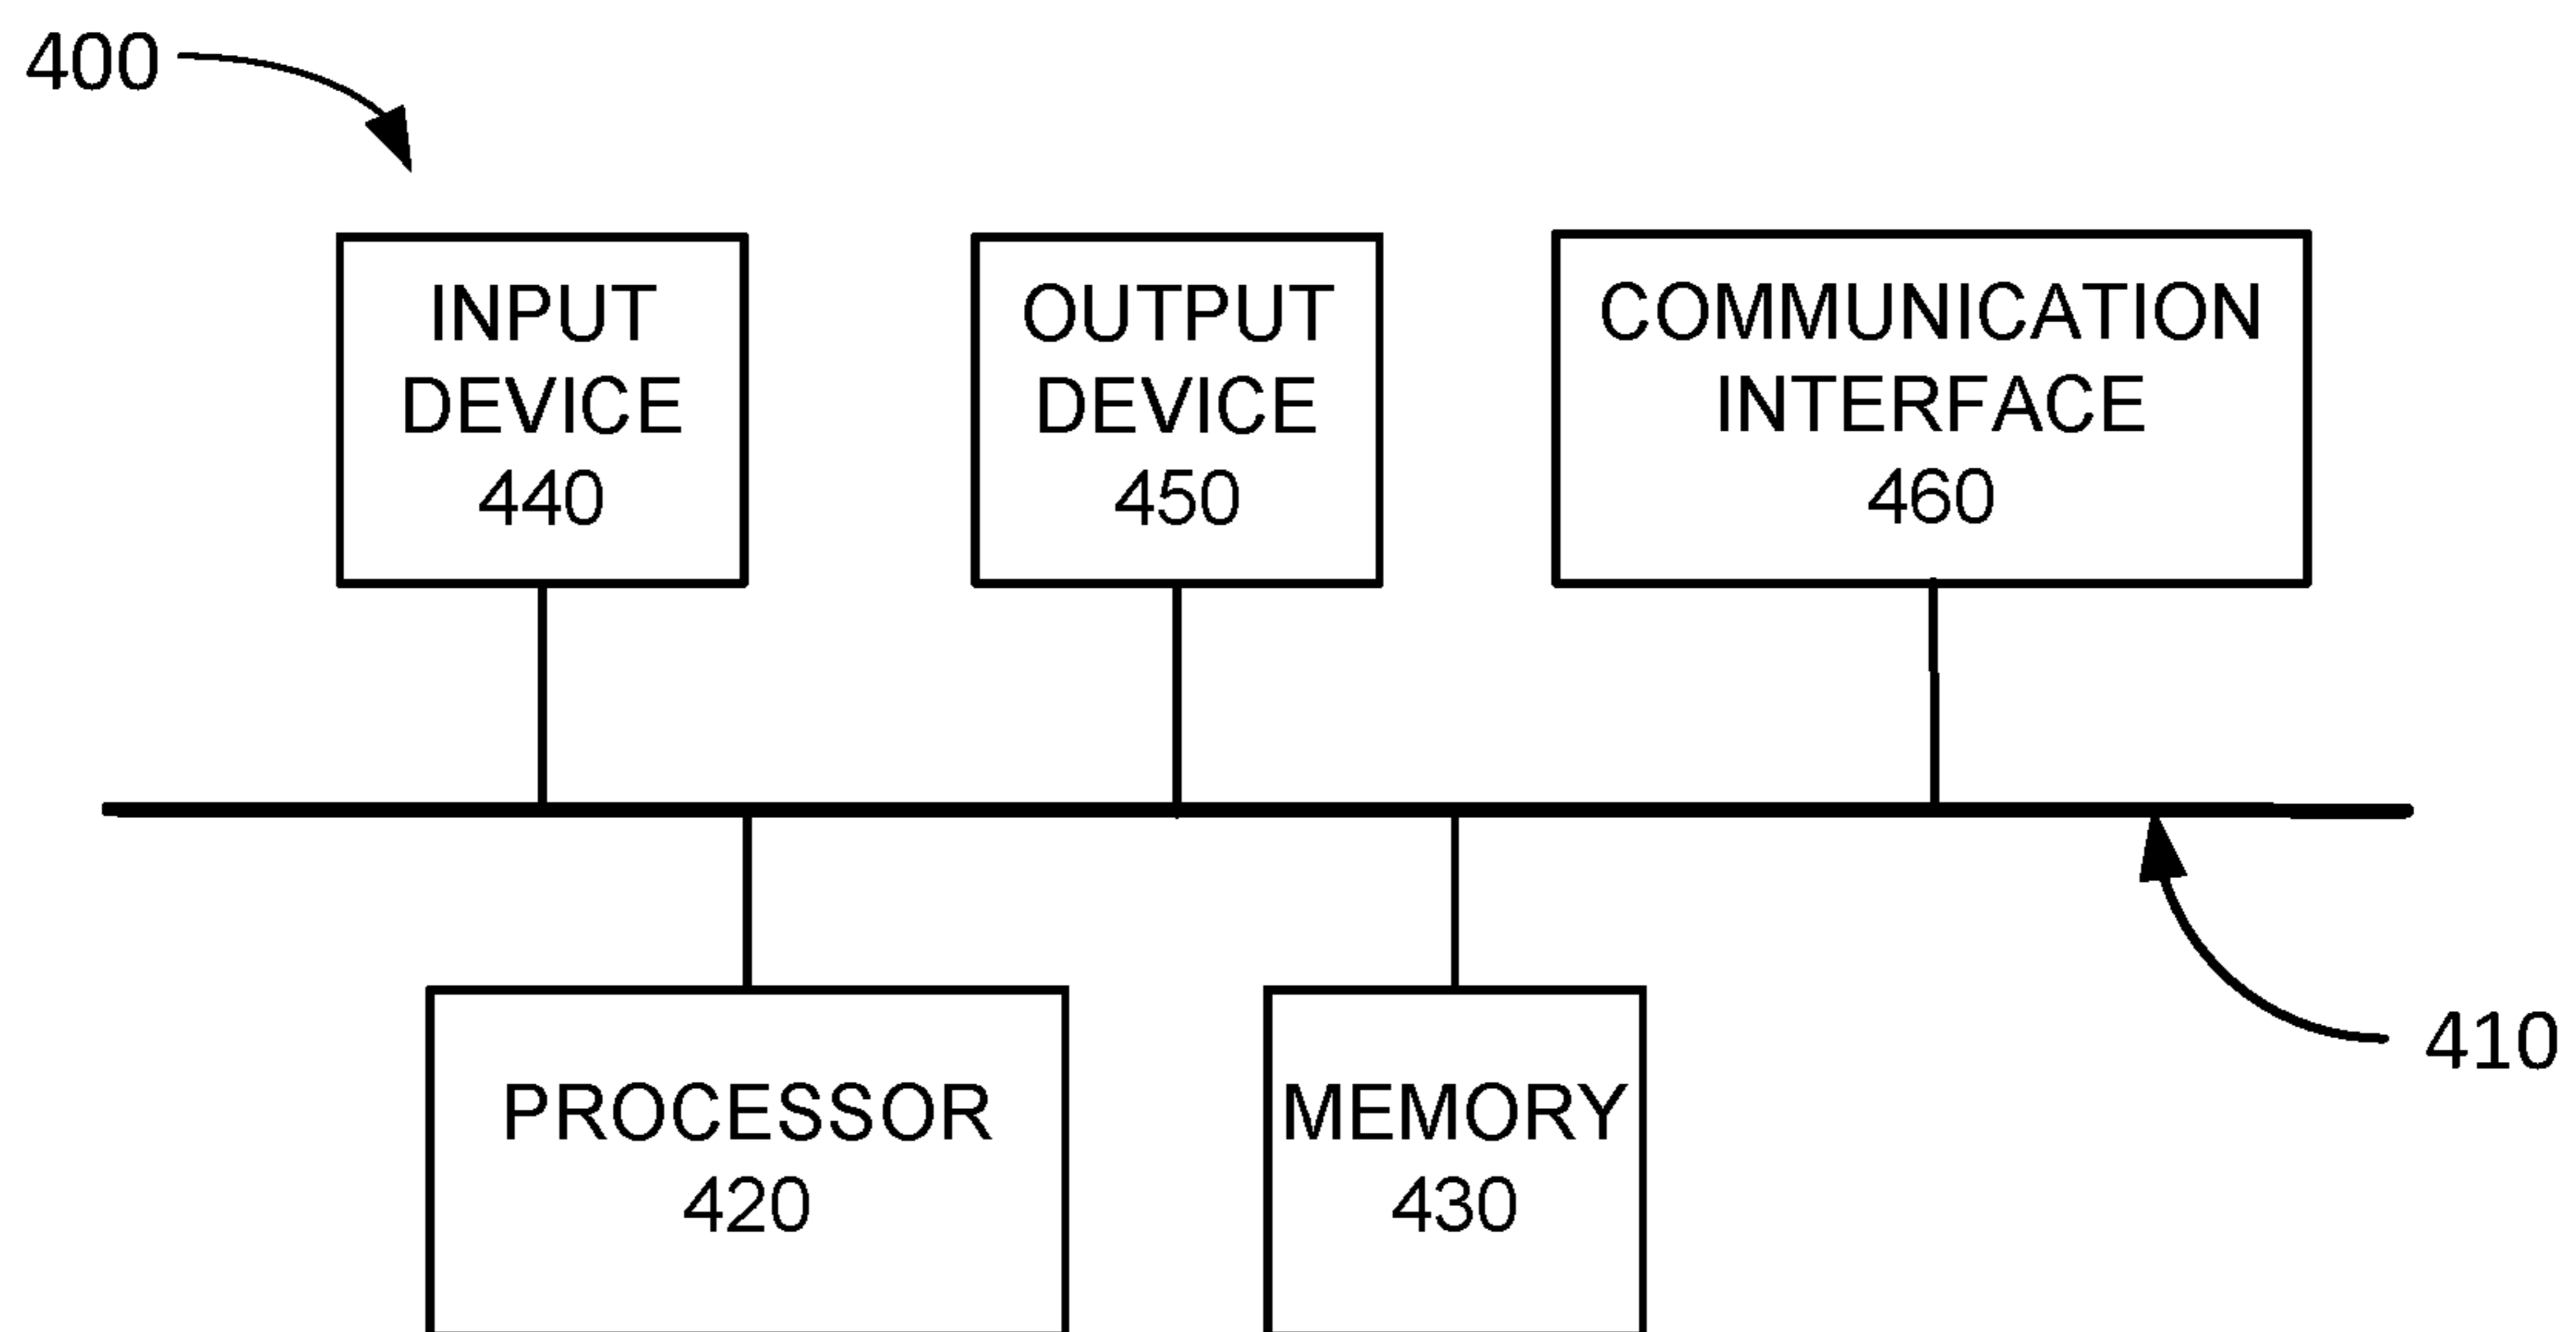 400
INPUT
DEVICE
440
OUTPUT
DEVICE
450
COMMUNICATION
INTERFACE
460
PROCESSOR
420
MEMORY
430
410